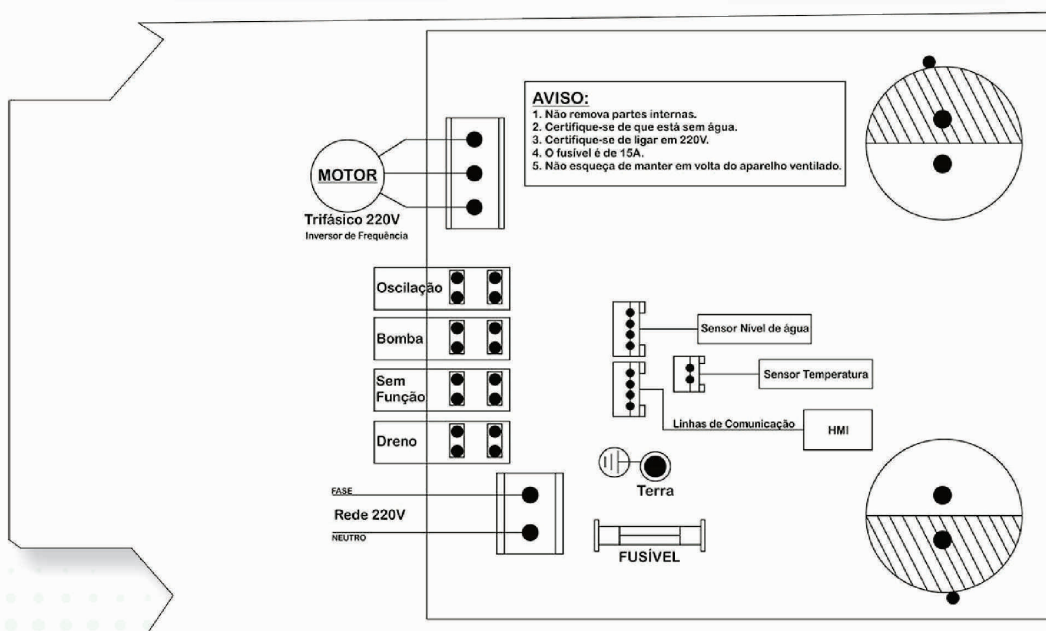 AVISO:
1. Não remova partes internas.
2. Certifique-se de que está sem água.
3. Certifique-se de ligar em 220V.
4. O fusível é de 15A.
5. Não esqueça de manter em volta do aparelho ventilado.
MOTOR
Trifásico 220V
Inversor de Frequência
Oscilação
Bomba
Sem
Função
Dreno
FASE
Rede 220V
NEUTRO
Sensor Nível de água
Sensor Temperatura
Linhas de Comunicação
HMI
Terra
FUSÍVEL